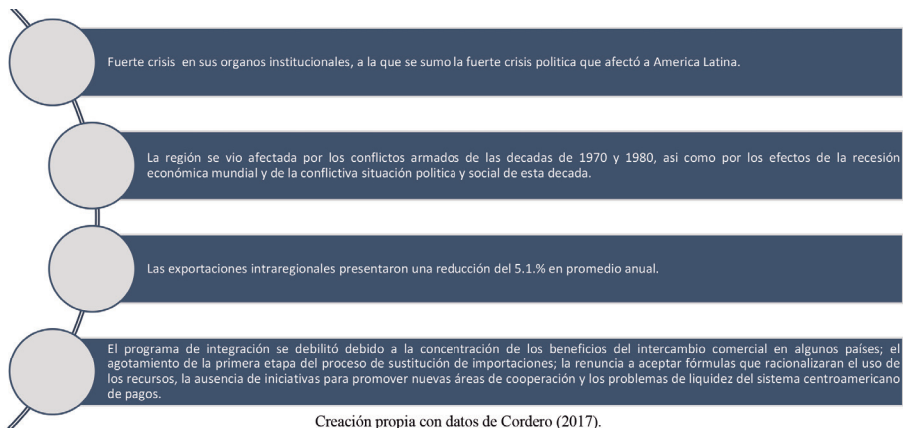 Fuerte crisis en sus organos institucionales, a la que se sumo la fuerte crisis politica que afectó a America Latina.
La región se vio afectada por los conflictos armados de las decadas de 1970 y 1980, asi como por los efectos de la recesión
económica mundial y de la conflictiva situación politica y social de esta decada.
Las exportaciones intraregionales presentaron una reducción del 5.1.% en promedio anual.
El programa de integración se debilitó debido a la concentración de los beneficios del intercambio comercial en algunos países; el
agotamiento de la primera etapa del proceso de sustitución de importaciones; la renuncia a aceptar fórmulas que racionalizaran el uso de
los recursos, la ausencia de iniciativas para promover nuevas áreas de cooperación y los problemas de liquidez del sistema centroamericano
de pagos.
Creación propia con datos de Cordero (2017).